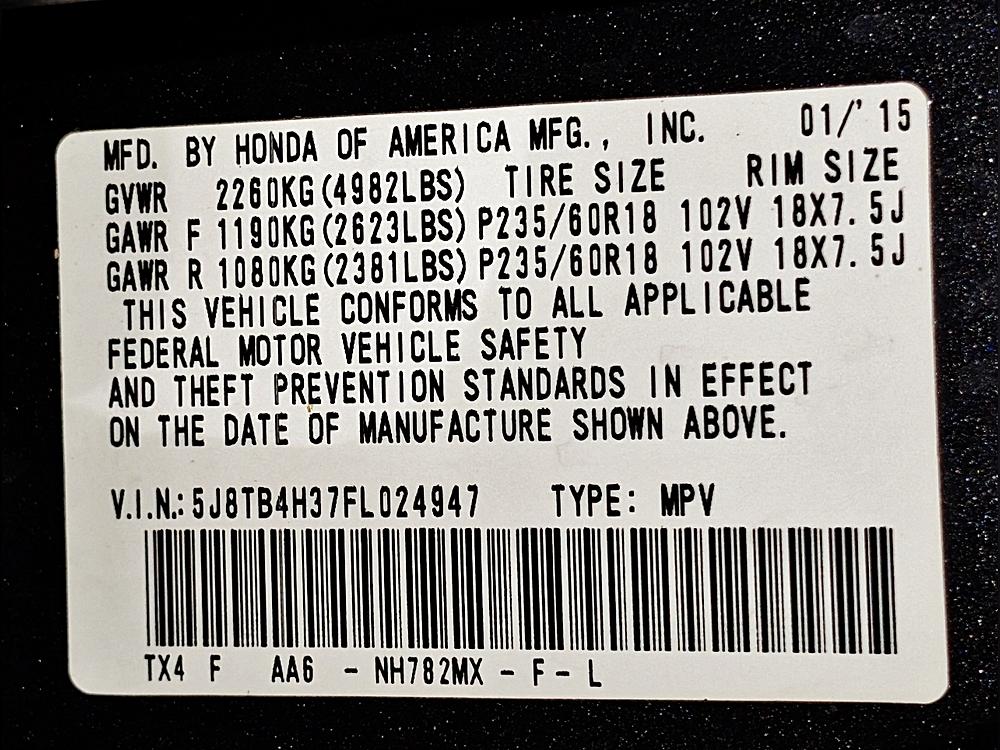 MFD. BY HONDA OF AMERICA MFG., INC. 01/'15
GVWR 2260KG(4982LBS) TIRE SIZE RIM SIZE
GAWR F 1190KG(2623LBS) P235/60R18 102V 18X7.5J
GAWR R 1080KG(2381LBS) P235/60R18 102V 18X7.5J
THIS VEHICLE CONFORMS TO ALL APPLICABLE
FEDERAL MOTOR VEHICLE SAFETY
AND THEFT PREVENTION STANDARDS IN EFFECT
ON THE DATE OF MANUFACTURE SHOWN ABOVE.
V.I.N.: 5J8TB4H37FL024947 TYPE: MPV
TX4 F AA6 - NH782MX - F - L